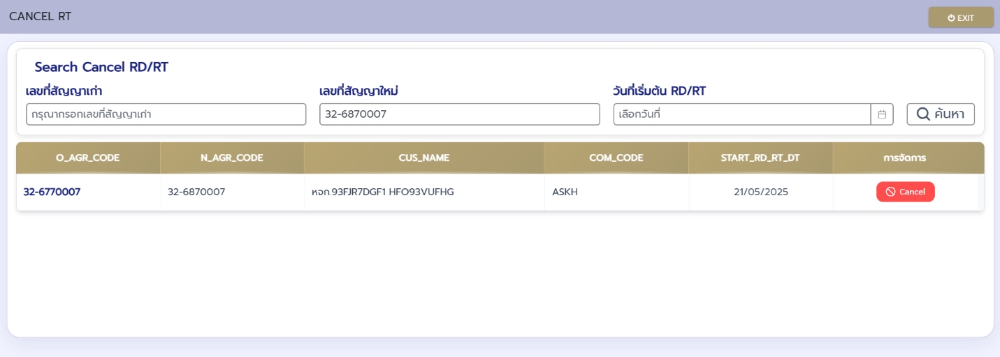 CANCEL RT
EXIT
Search Cancel RD/RT
เลขที่สัญญาเก่า เลขที่สัญญาใหม่ วันที่เริ่มต้น RD/RT
กรุณากรอกเลขที่สัญญาเก่า 32-6870007 เลือกวันที่ ค้นหา
O_AGR_CODE N_AGR_CODE CUS_NAME COM_CODE START_RD_RT_DT การจัดการ
32-6770007 32-6870007 หจก.93FJR7DGF1 HFO93VUFHG ASKH 21/05/2025 Cancel